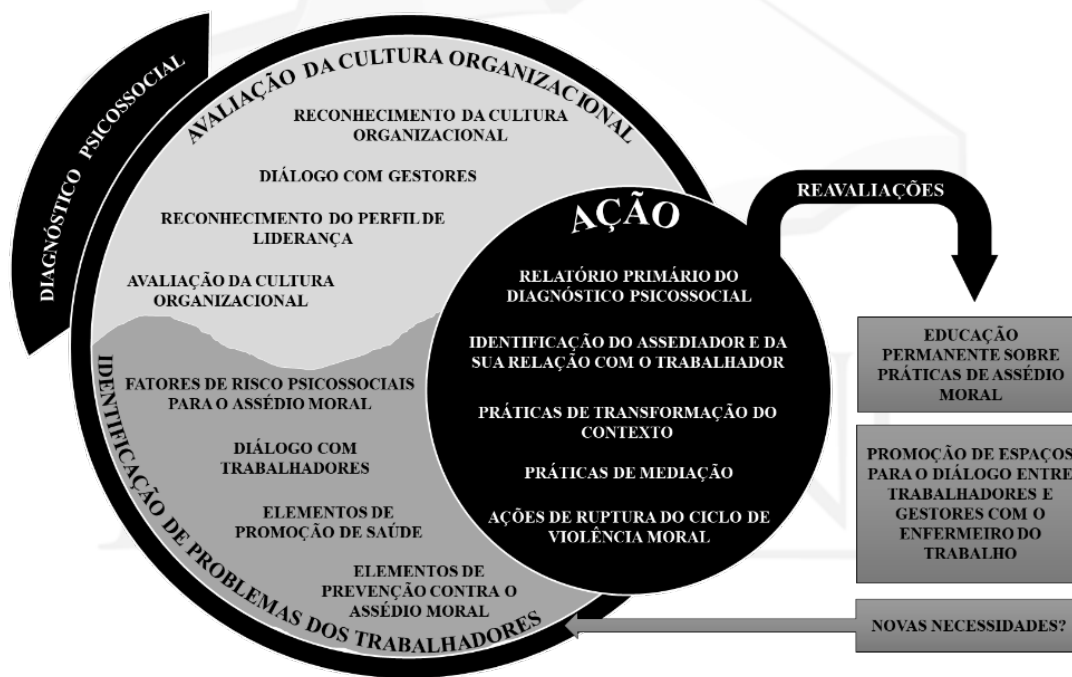 DIAGNÓSTICO PSICOSSOCIAL
AVALIAÇÃO DA CULTURA ORGANIZACIONAL
RECONHECIMENTO DA CULTURA
ORGANIZACIONAL
DIÁLOGO COM GESTORES
RECONHECIMENTO DO PERFIL DE
LIDERANÇA
AVALIAÇÃO DA CULTURA
ORGANIZACIONAL
IDENTIFICAÇÃO DE PROBLEMAS DOS TRABALHADORES
FATORES DE RISCO PSICOSSOCIAIS
PARA O ASSÉDIO MORAL
DIÁLOGO COM
TRABALHADORES
ELEMENTOS DE
PROMOÇÃO DE SAÚDE
ELEMENTOS DE
PREVENÇÃO CONTRA O
ASSÉDIO MORAL
AÇÃO
RELATÓRIO PRIMÁRIO DO
DIAGNÓSTICO PSICOSSOCIAL
IDENTIFICAÇÃO DO ASSEDIADOR E DA
SUA RELAÇÃO COM O TRABALHADOR
PRÁTICAS DE TRANSFORMAÇÃO DO
CONTEXTO
PRÁTICAS DE MEDIAÇÃO
AÇÕES DE RUPTURA DO CICLO DE
VIOLÊNCIA MORAL
REAVALIAÇÕES
EDUCAÇÃO
PERMANENTE SOBRE
PRÁTICAS DE ASSÉDIO
MORAL
PROMOÇÃO DE ESPAÇOS
PARA O DIÁLOGO ENTRE
TRABALHADORES E
GESTORES COM O
ENFERMEIRO DO
TRABALHO
NOVAS NECESSIDADES?